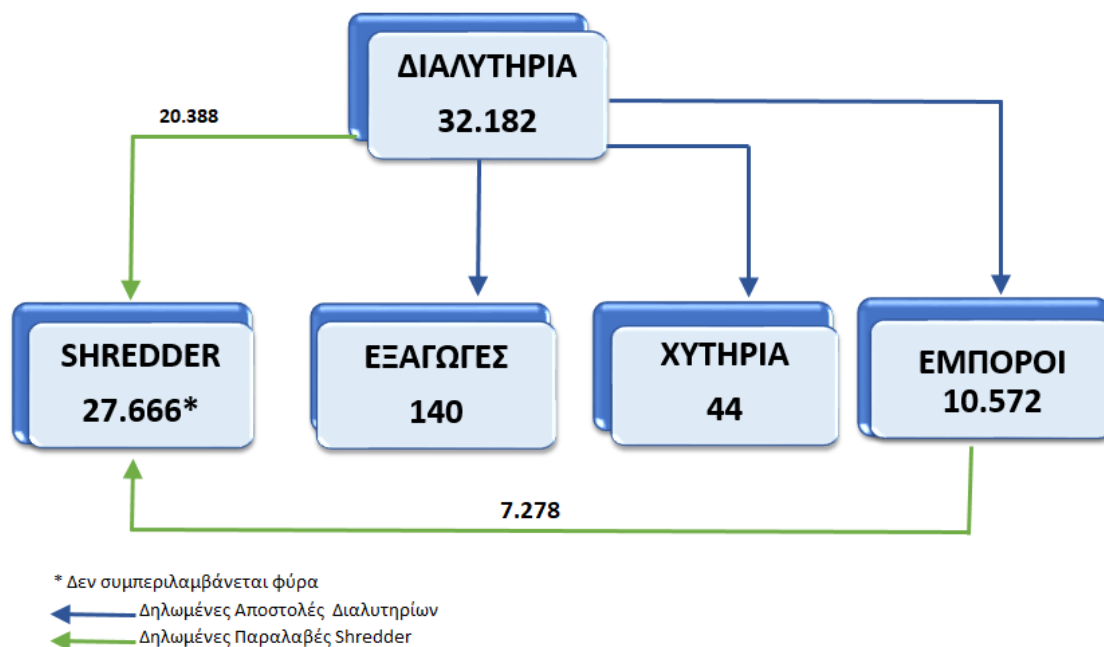 ΔΙΑΛΥΤΗΡΙΑ
32.182
20.388
SHREDDER
27.666*
ΕΞΑΓΩΓΕΣ
140
ΧΥΤΗΡΙΑ
44
ΕΜΠΟΡΟΙ
10.572
7.278
* Δεν συμπεριλαμβάνεται φύρα
Δηλωμένες Αποστολές Διαλυτηρίων
Δηλωμένες Παραλαβές Shredder